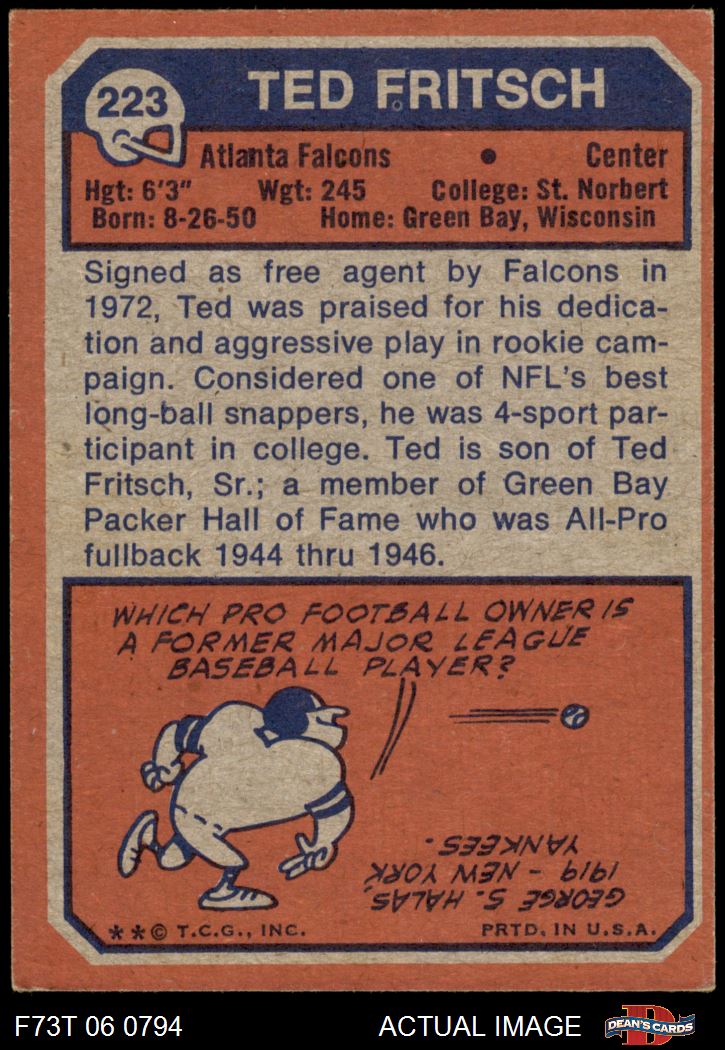 223
TED FRITSCH
Atlanta Falcons • Center
Hgt: 6'3" Wgt: 245 College: St. Norbert
Born: 8-26-50 Home: Green Bay, Wisconsin
Signed as free agent by Falcons in
1972, Ted was praised for his dedica-
tion and aggressive play in rookie cam-
paign. Considered one of NFL's best
long-ball snappers, he was 4-sport par-
ticipant in college. Ted is son of Ted
Fritsch, Sr.; a member of Green Bay
Packer Hall of Fame who was All-Pro
fullback 1944 thru 1946.
WHICH PRO FOOTBALL OWNER IS
A FORMER MAJOR LEAGUE
BASEBALL PLAYER?
GEORGE S. HALAS,
1919 - NEW YORK
YANKEES.
**© T.C.G., INC. PRTD. IN U.S.A.
F73T 06 0794 ACTUAL IMAGE
D
DEAN'S CARDS